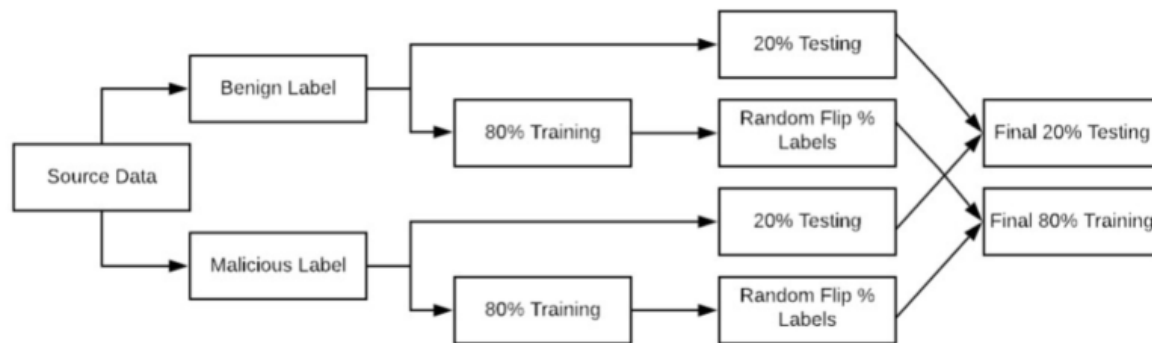 20% Testing
Benign Label
80% Training
Random Flip %
Labels
Final 20% Testing
Source Data
20% Testing
Final 80% Training
Malicious Label
80% Training
Random Flip %
Labels